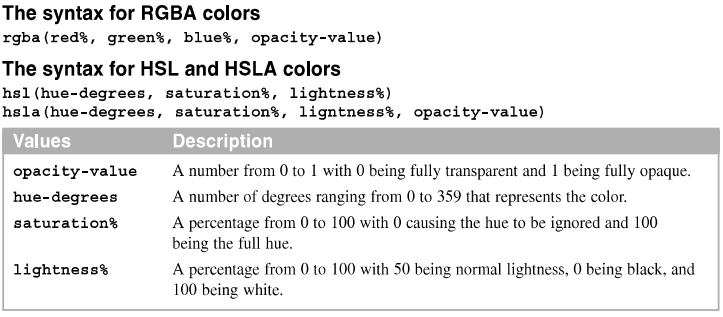 The syntax for RGBA colors
rgba(red%, green%, blue%, opacity-value)
The syntax for HSL and HSLA colors
hsl(hue-degrees, saturation%, lightness%)
hsla(hue-degrees, saturation%, ligntness%, opacity-value)
Values Description
opacity-value A number from 0 to 1 with 0 being fully transparent and 1 being fully opaque.
hue-degrees A number of degrees ranging from 0 to 359 that represents the color.
saturation% A percentage from 0 to 100 with 0 causing the hue to be ignored and 100
being the full hue.
lightness% A percentage from 0 to 100 with 50 being normal lightness, 0 being black, and
100 being white.